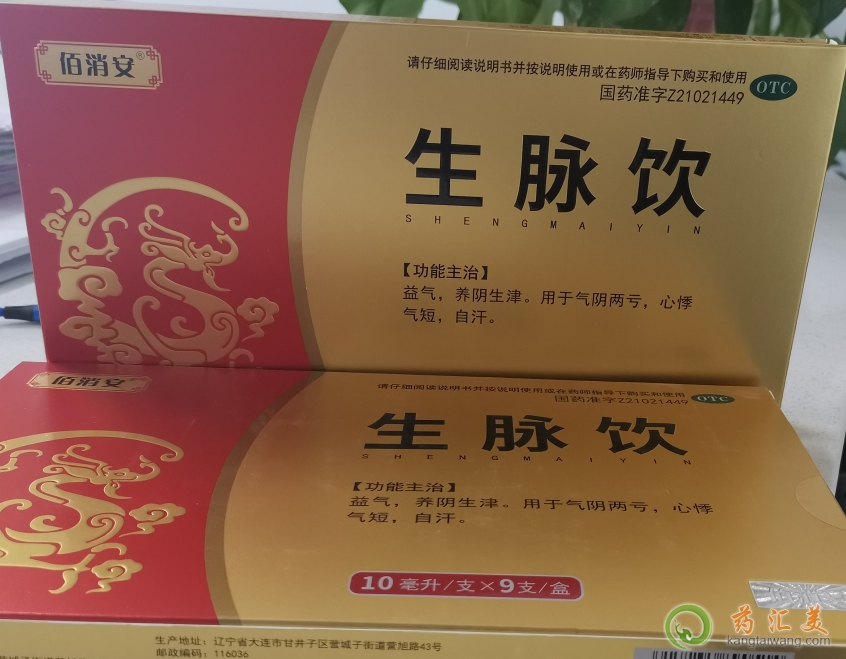 佰消安®
请仔细阅读说明书并按说明使用或在药师指导下购买和使用
国药准字Z21021449
OTC
生脉饮
SHENGMAIYIN
【功能主治】
益气，养阴生津。用于气阴两亏，心悸
气短，自汗。
佰消安
请仔细阅读说明书并按说明使用或在药师指导下购买和使用
国药准字Z21021449
OTC
生脉饮
SHENGMAIYIN
【功能主治】
益气，养阴生津。用于气阴两亏，心悸
气短，自汗。
10毫升/支×9支/盒
生产地址：辽宁省大连市甘井子区营城子街道营旭路43号
邮政编码：116036
药汇美
kangtaiwang.com